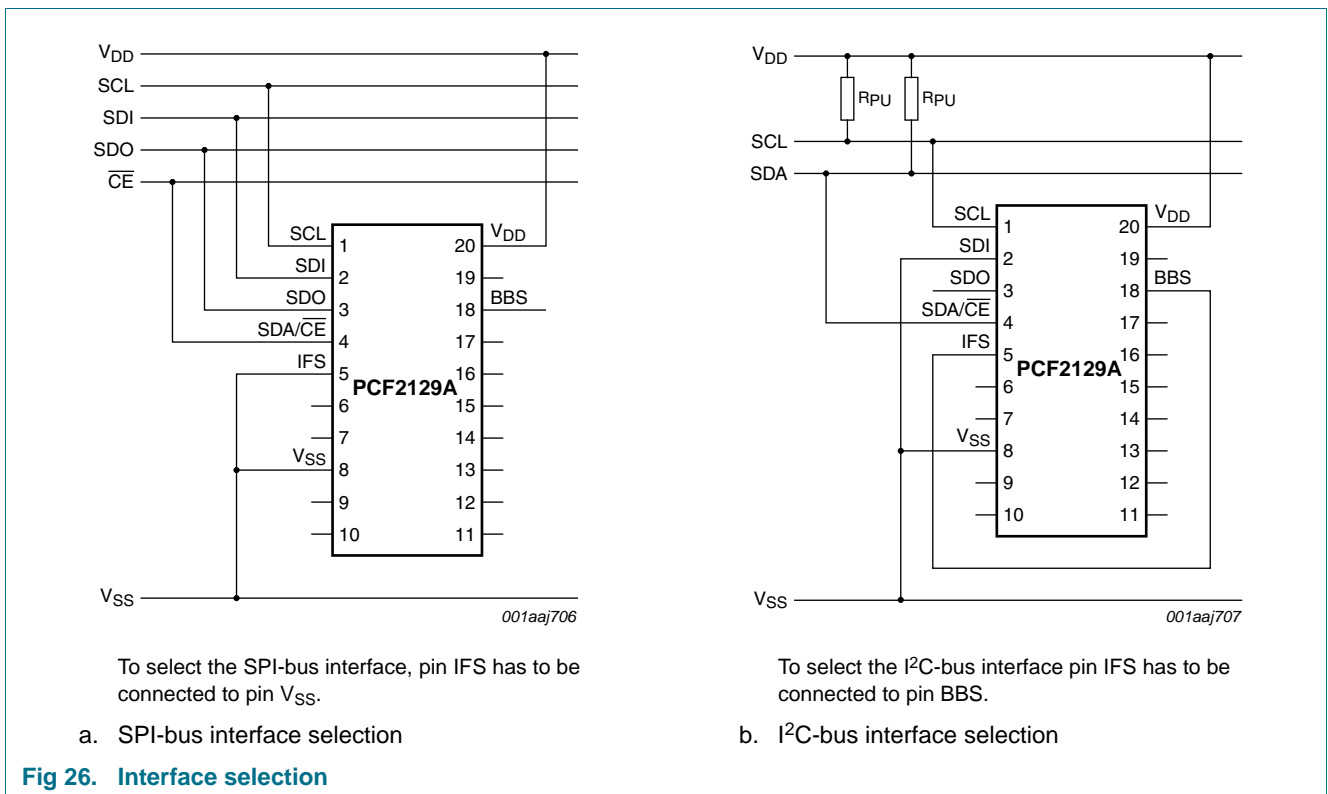 VDD
SCL
SDI
SDO
CE
SCL
SDI
SDO
SDA/CE
IFS
VSS
1
2
3
4
5
6
7
8
9
10
PCF2129A
20
19
18
17
16
15
14
13
12
11
VDD
BBS
VSS
001aaj706
To select the SPI-bus interface, pin IFS has to be
connected to pin VSS.
a. SPI-bus interface selection
VDD
RPU
RPU
SCL
SDA
SCL
SDI
SDO
SDA/CE
IFS
VSS
1
2
3
4
5
6
7
8
9
10
PCF2129A
20
19
18
17
16
15
14
13
12
11
VDD
BBS
VSS
001aaj707
To select the I2C-bus interface pin IFS has to be
connected to pin BBS.
b. I2C-bus interface selection
Fig 26. Interface selection